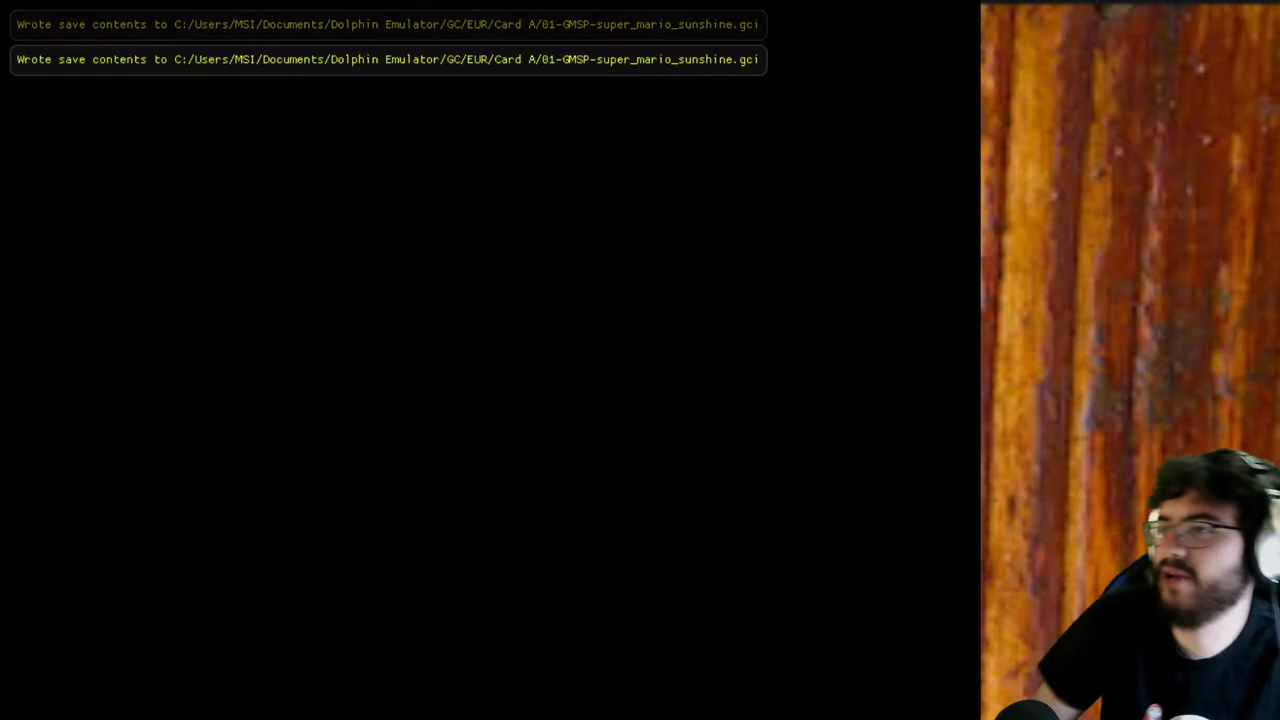 Wrote save contents to C:/Users/MSI/Documents/Dolphin Emulator/GC/EUR/Card A/01-GMSP-super_mario_sunshine.gci
Wrote save contents to C:/Users/MSI/Documents/Dolphin Emulator/GC/EUR/Card A/01-GMSP-super_mario_sunshine.gci